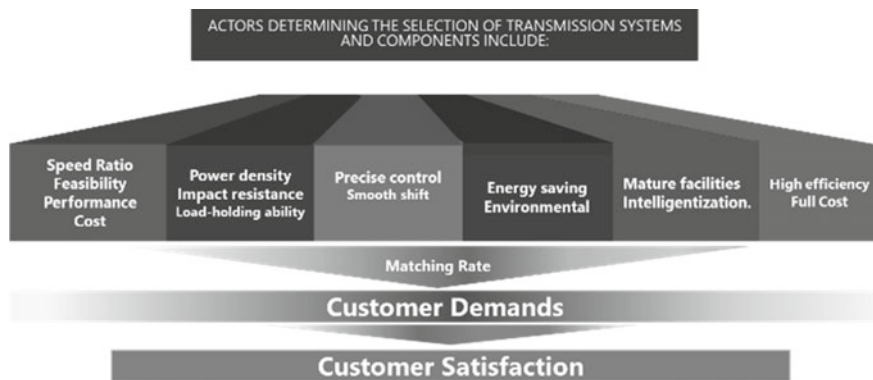 ACTORS DETERMINING THE SELECTION OF TRANSMISSION SYSTEMS
AND COMPONENTS INCLUDE:
Speed Ratio
Feasibility
Performance
Cost
Power density
Impact resistance
Load-holding ability
Precise control
Smooth shift
Energy saving
Environmental
Mature facilities
Intelligentization.
High efficiency
Full Cost
Matching Rate
Customer Demands
Customer Satisfaction